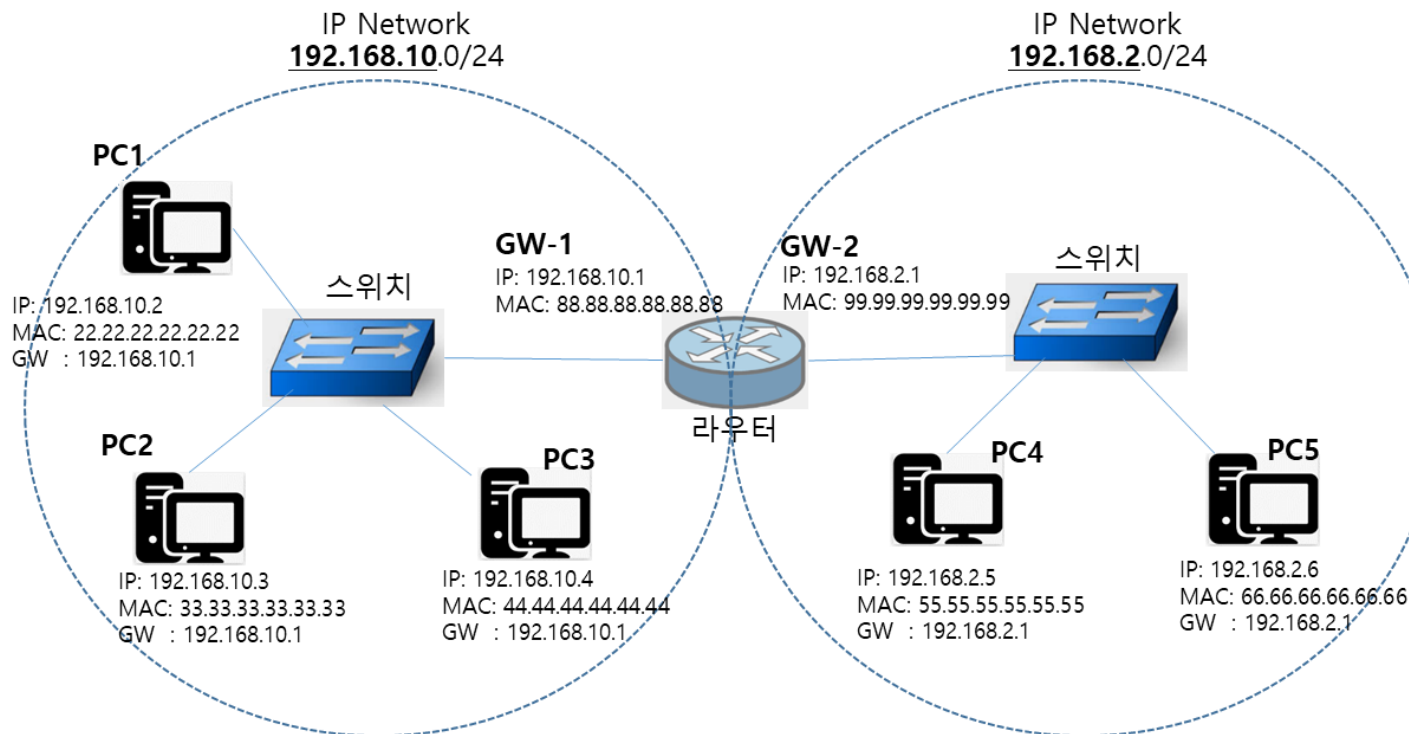 IP Network
192.168.10.0/24
IP Network
192.168.2.0/24
PC1
IP: 192.168.10.2
MAC: 22.22.22.22.22.22
GW : 192.168.10.1
스위치
GW-1
IP: 192.168.10.1
MAC: 88.88.88.88.88.88
GW-2
IP: 192.168.2.1
MAC: 99.99.99.99.99.99
스위치
라우터
PC2
IP: 192.168.10.3
MAC: 33.33.33.33.33.33
GW : 192.168.10.1
PC3
IP: 192.168.10.4
MAC: 44.44.44.44.44.44
GW : 192.168.10.1
PC4
IP: 192.168.2.5
MAC: 55.55.55.55.55.55
GW : 192.168.2.1
PC5
IP: 192.168.2.6
MAC: 66.66.66.66.66.66
GW : 192.168.2.1